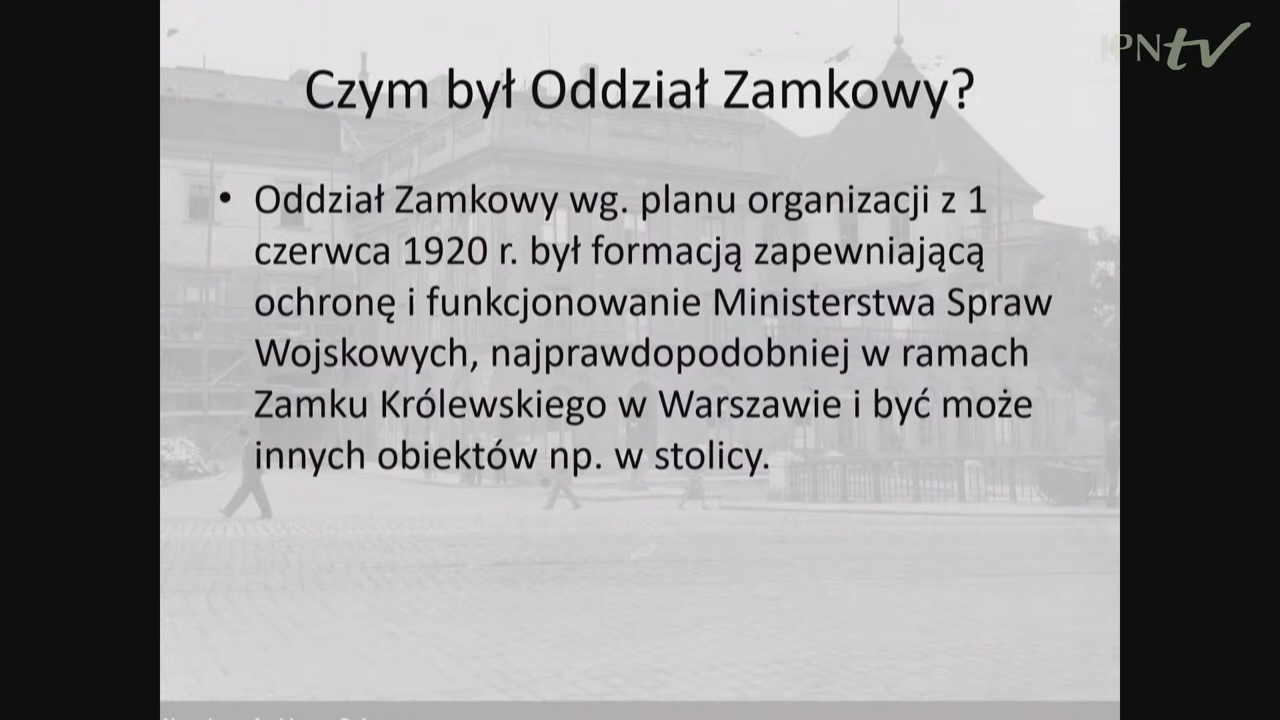 IPNtv
Czym był Oddział Zamkowy?
• Oddział Zamkowy wg. planu organizacji z 1
czerwca 1920 r. był formacją zapewniającą
ochronę i funkcjonowanie Ministerstwa Spraw
Wojskowych, najprawdopodobniej w ramach
Zamku Królewskiego w Warszawie i być może
innych obiektów np. w stolicy.